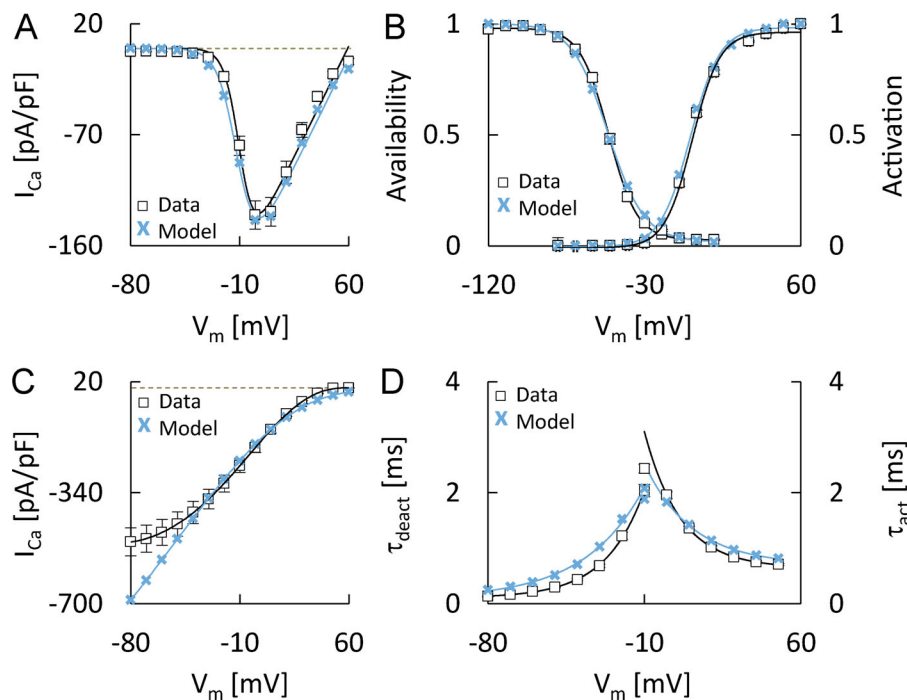 A
20
-70
-160
I_Ca [pA/pF]
Data
Model
-80
-10
60
V_m [mV]
B
1
0.5
0
Availability
Data
Model
1
0.5
0
Activation
-120
-30
60
V_m [mV]
C
20
-340
-700
I_Ca [pA/pF]
Data
Model
-80
-10
60
V_m [mV]
D
4
2
0
τ_deact [ms]
Data
Model
4
2
0
τ_act [ms]
-80
-10
60
V_m [mV]